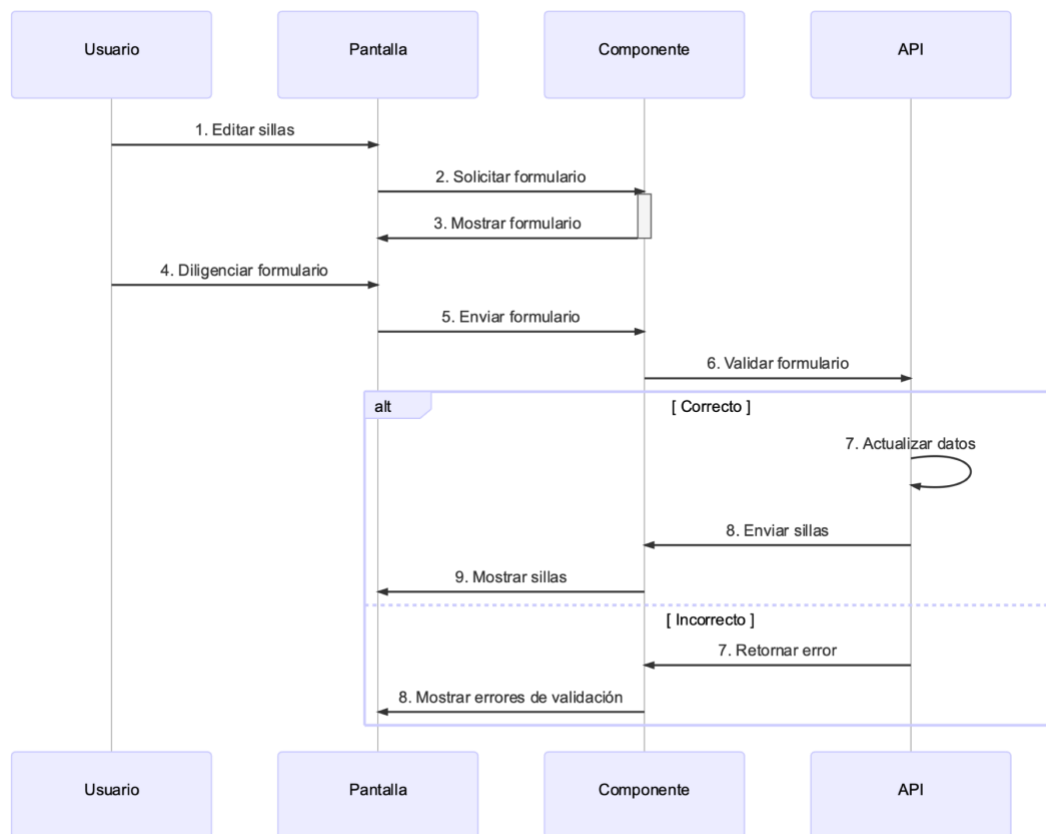 Usuario
Pantalla
Componente
API
1. Editar sillas
2. Solicitar formulario
3. Mostrar formulario
4. Diligenciar formulario
5. Enviar formulario
6. Validar formulario
alt
[ Correcto ]
7. Actualizar datos
8. Enviar sillas
9. Mostrar sillas
[ Incorrecto ]
7. Retornar error
8. Mostrar errores de validación
Usuario
Pantalla
Componente
API